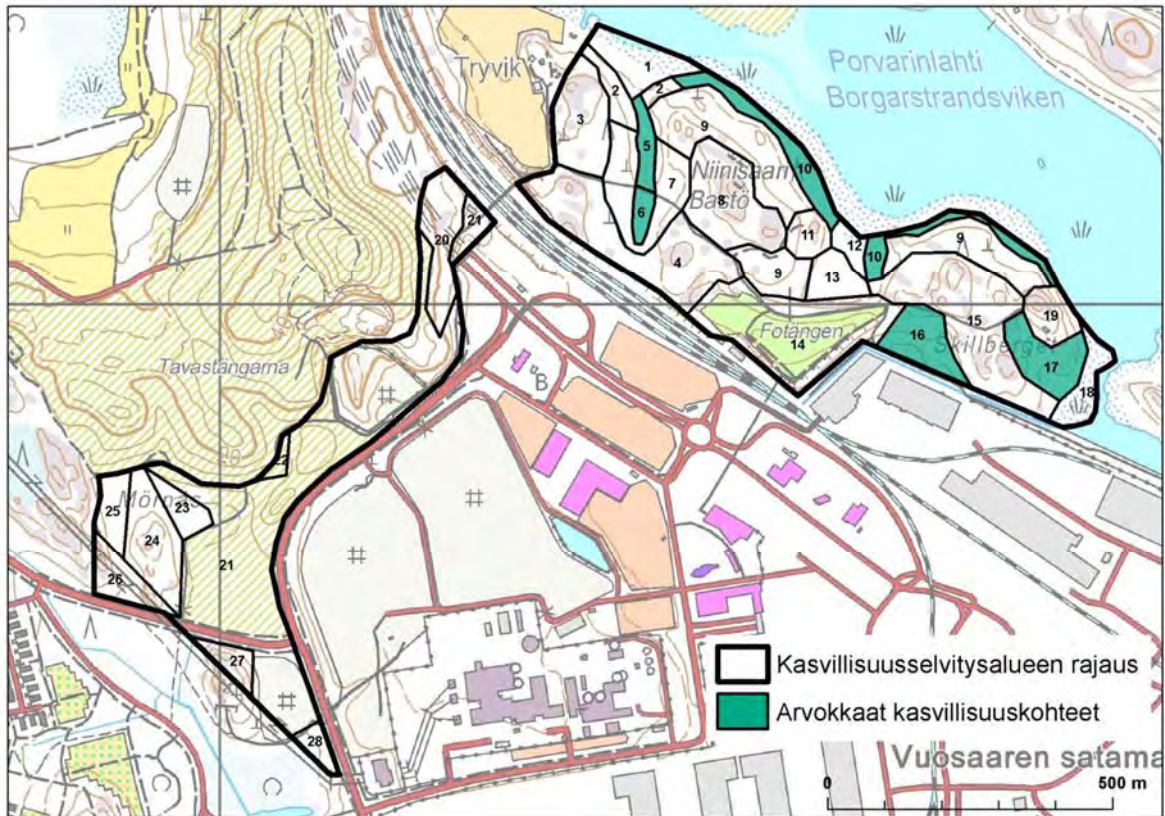 Tryvik
Porvarinlahti
Borgarstrandsviken
1
2
2
3
9
5
10
Niinisaari
Bastö
7
8
6
21
20
11
12
10
9
4
9
13
15
19
Fotängen
14
16
Skillberget
17
18
Tavastängarna
B
20
22
Mörnäs
25
23
24
26
21
27
28
Kasvillisuusselvitysalueen rajaus
Arvokkaat kasvillisuuskohteet
Vuosaaren satama
0
500 m